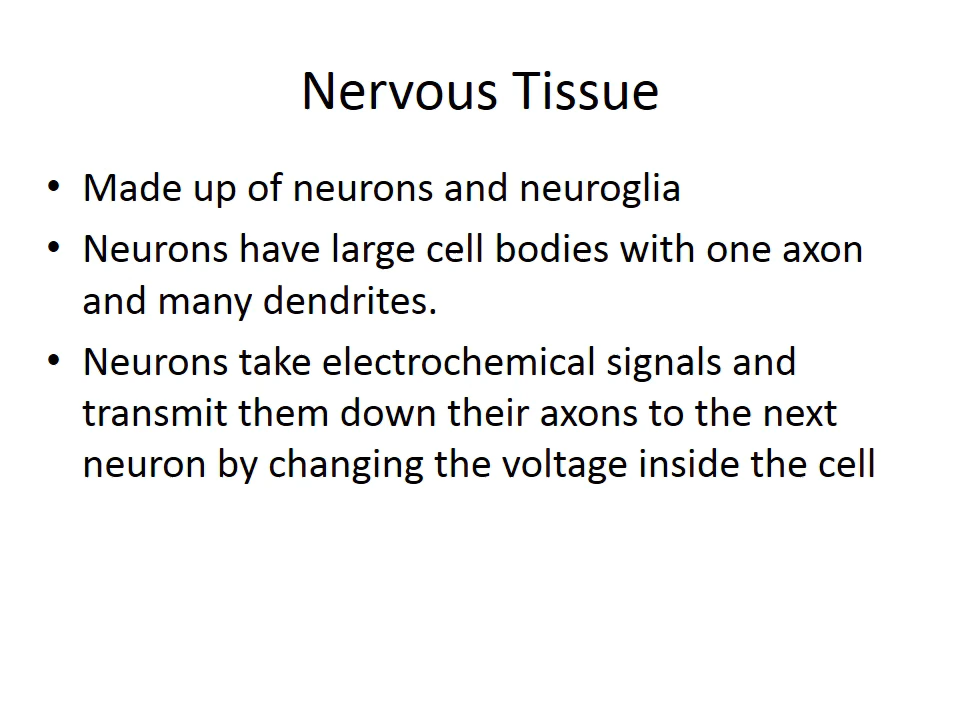 Nervous Tissue
• Made up of neurons and neuroglia
• Neurons have large cell bodies with one axon
and many dendrites.
• Neurons take electrochemical signals and
transmit them down their axons to the next
neuron by changing the voltage inside the cell